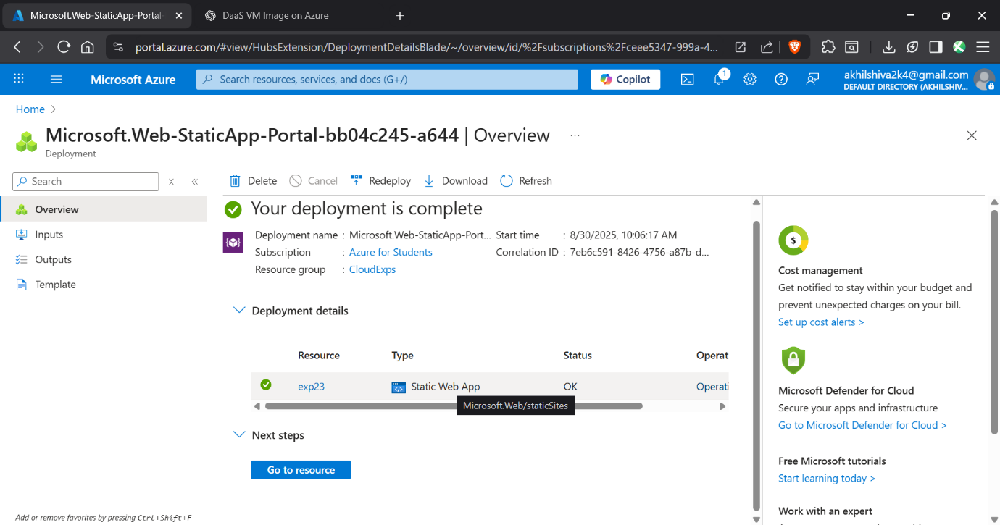 Microsoft.Web-StaticApp-Portal-
DaaS VM Image on Azure
portal.azure.com/#view/HubsExtension/DeploymentDetailsBlade/~/overview/id/%2Fsubscriptions%2Fceee5347-999a-4...
Microsoft Azure
Search resources, services, and docs (G+/)
Copilot
1
akhilshiva2k4@gmail.com
DEFAULT DIRECTORY (AKHILSHIV...
Home
Microsoft.Web-StaticApp-Portal-bb04c245-a644 | Overview ...
Deployment
Search
Delete Cancel Redeploy Download Refresh
Overview
Inputs
Outputs
Template
Your deployment is complete
Deployment name : Microsoft.Web-StaticApp-Port... Start time : 8/30/2025, 10:06:17 AM
Subscription : Azure for Students Correlation ID : 7eb6c591-8426-4756-a87b-d...
Resource group : CloudExps
Deployment details
Resource Type Status Operat
exp23 Static Web App OK Operati
Microsoft.Web/staticSites
Next steps
Go to resource
$
Cost management
Get notified to stay within your budget and
prevent unexpected charges on your bill.
Set up cost alerts >
Microsoft Defender for Cloud
Secure your apps and infrastructure
Go to Microsoft Defender for Cloud >
Free Microsoft tutorials
Start learning today >
Work with an expert
Add or remove favorites by pressing Ctrl+Shift+F